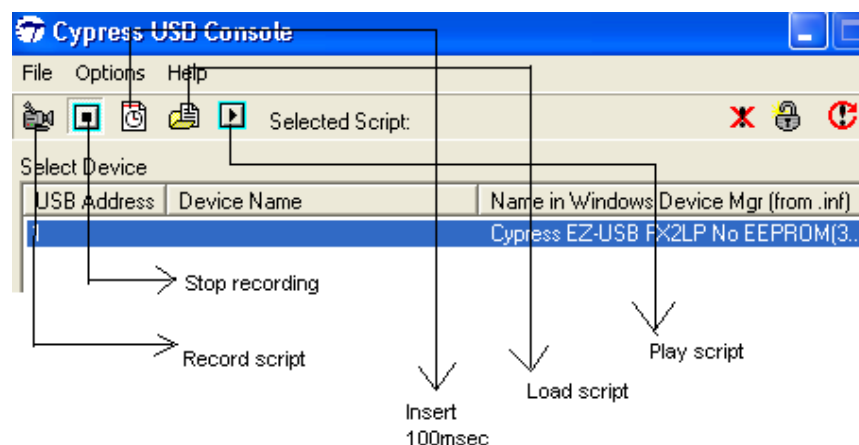 Cypress USB Console
File Options Help
Selected Script:
Select Device
USB Address Device Name Name in Windows Device Mgr (from .inf)
1 Cypress EZ-USB FX2LP No EEPROM(3...
Stop recording
Record script
Play script
Load script
Insert
100msec